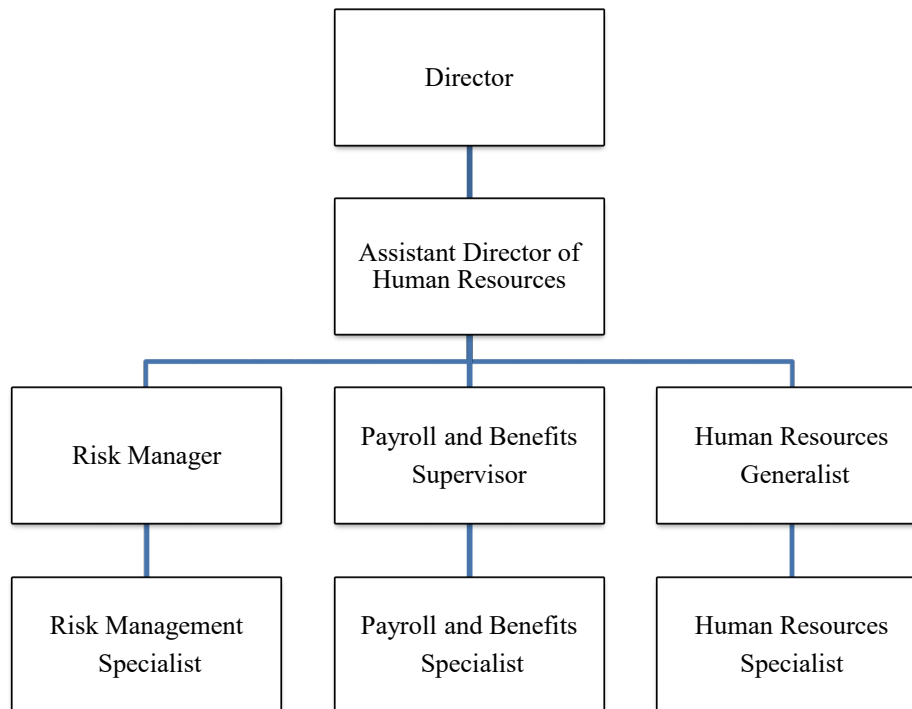 Director
Assistant Director of
Human Resources
Risk Manager
Payroll and Benefits
Supervisor
Human Resources
Generalist
Risk Management
Specialist
Payroll and Benefits
Specialist
Human Resources
Specialist